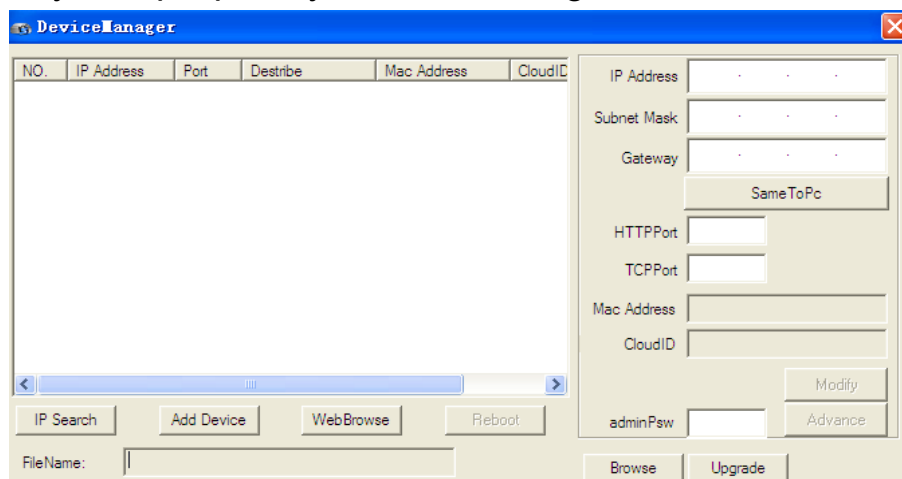 DeviceManager
NO. IP Address Port Destribe Mac Address CloudID
IP Address
Subnet Mask
Gateway
SameToPc
HTTPPort
TCPPort
Mac Address
CloudID
Modify
IP Search Add Device WebBrowse Reboot adminPsw Advance
FileName: Browse Upgrade